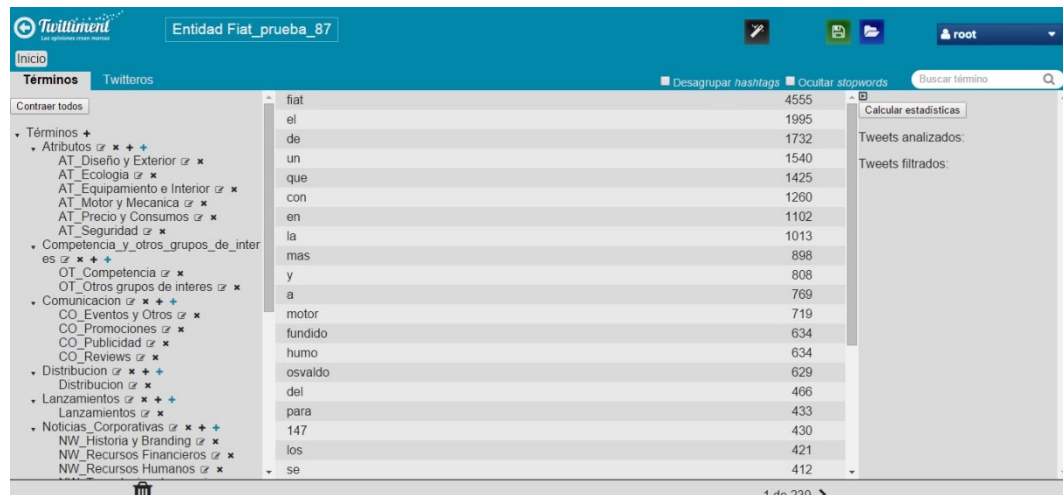 Twittiment
Las opiniones crean marcas
Entidad Fiat_prueba_87
root
Inicio
Términos
Twitteros
Desagrupar hashtags
Ocultar stopwords
Buscar término
Contraer todos
Términos
Atributos
AT_Diseño y Exterior
AT_Ecologia
AT_Equipamiento e Interior
AT_Motor y Mecanica
AT_Precio y Consumos
AT_Seguridad
Competencia_y_otros_grupos_de_inter
es
OT_Competencia
OT_Otros grupos de interes
Comunicacion
CO_Eventos y Otros
CO_Promociones
CO_Publicidad
CO_Reviews
Distribucion
Distribucion
Lanzamientos
Lanzamientos
Noticias_Corporativas
NW_Historia y Branding
NW_Recursos Financieros
NW_Recursos Humanos
fiat 4555
el 1995
de 1732
un 1540
que 1425
con 1260
en 1102
la 1013
mas 898
y 808
a 769
motor 719
fundido 634
humo 634
osvaldo 629
del 466
para 433
147 430
los 421
se 412
Calcular estadísticas
Tweets analizados:
Tweets filtrados:
1 de 230